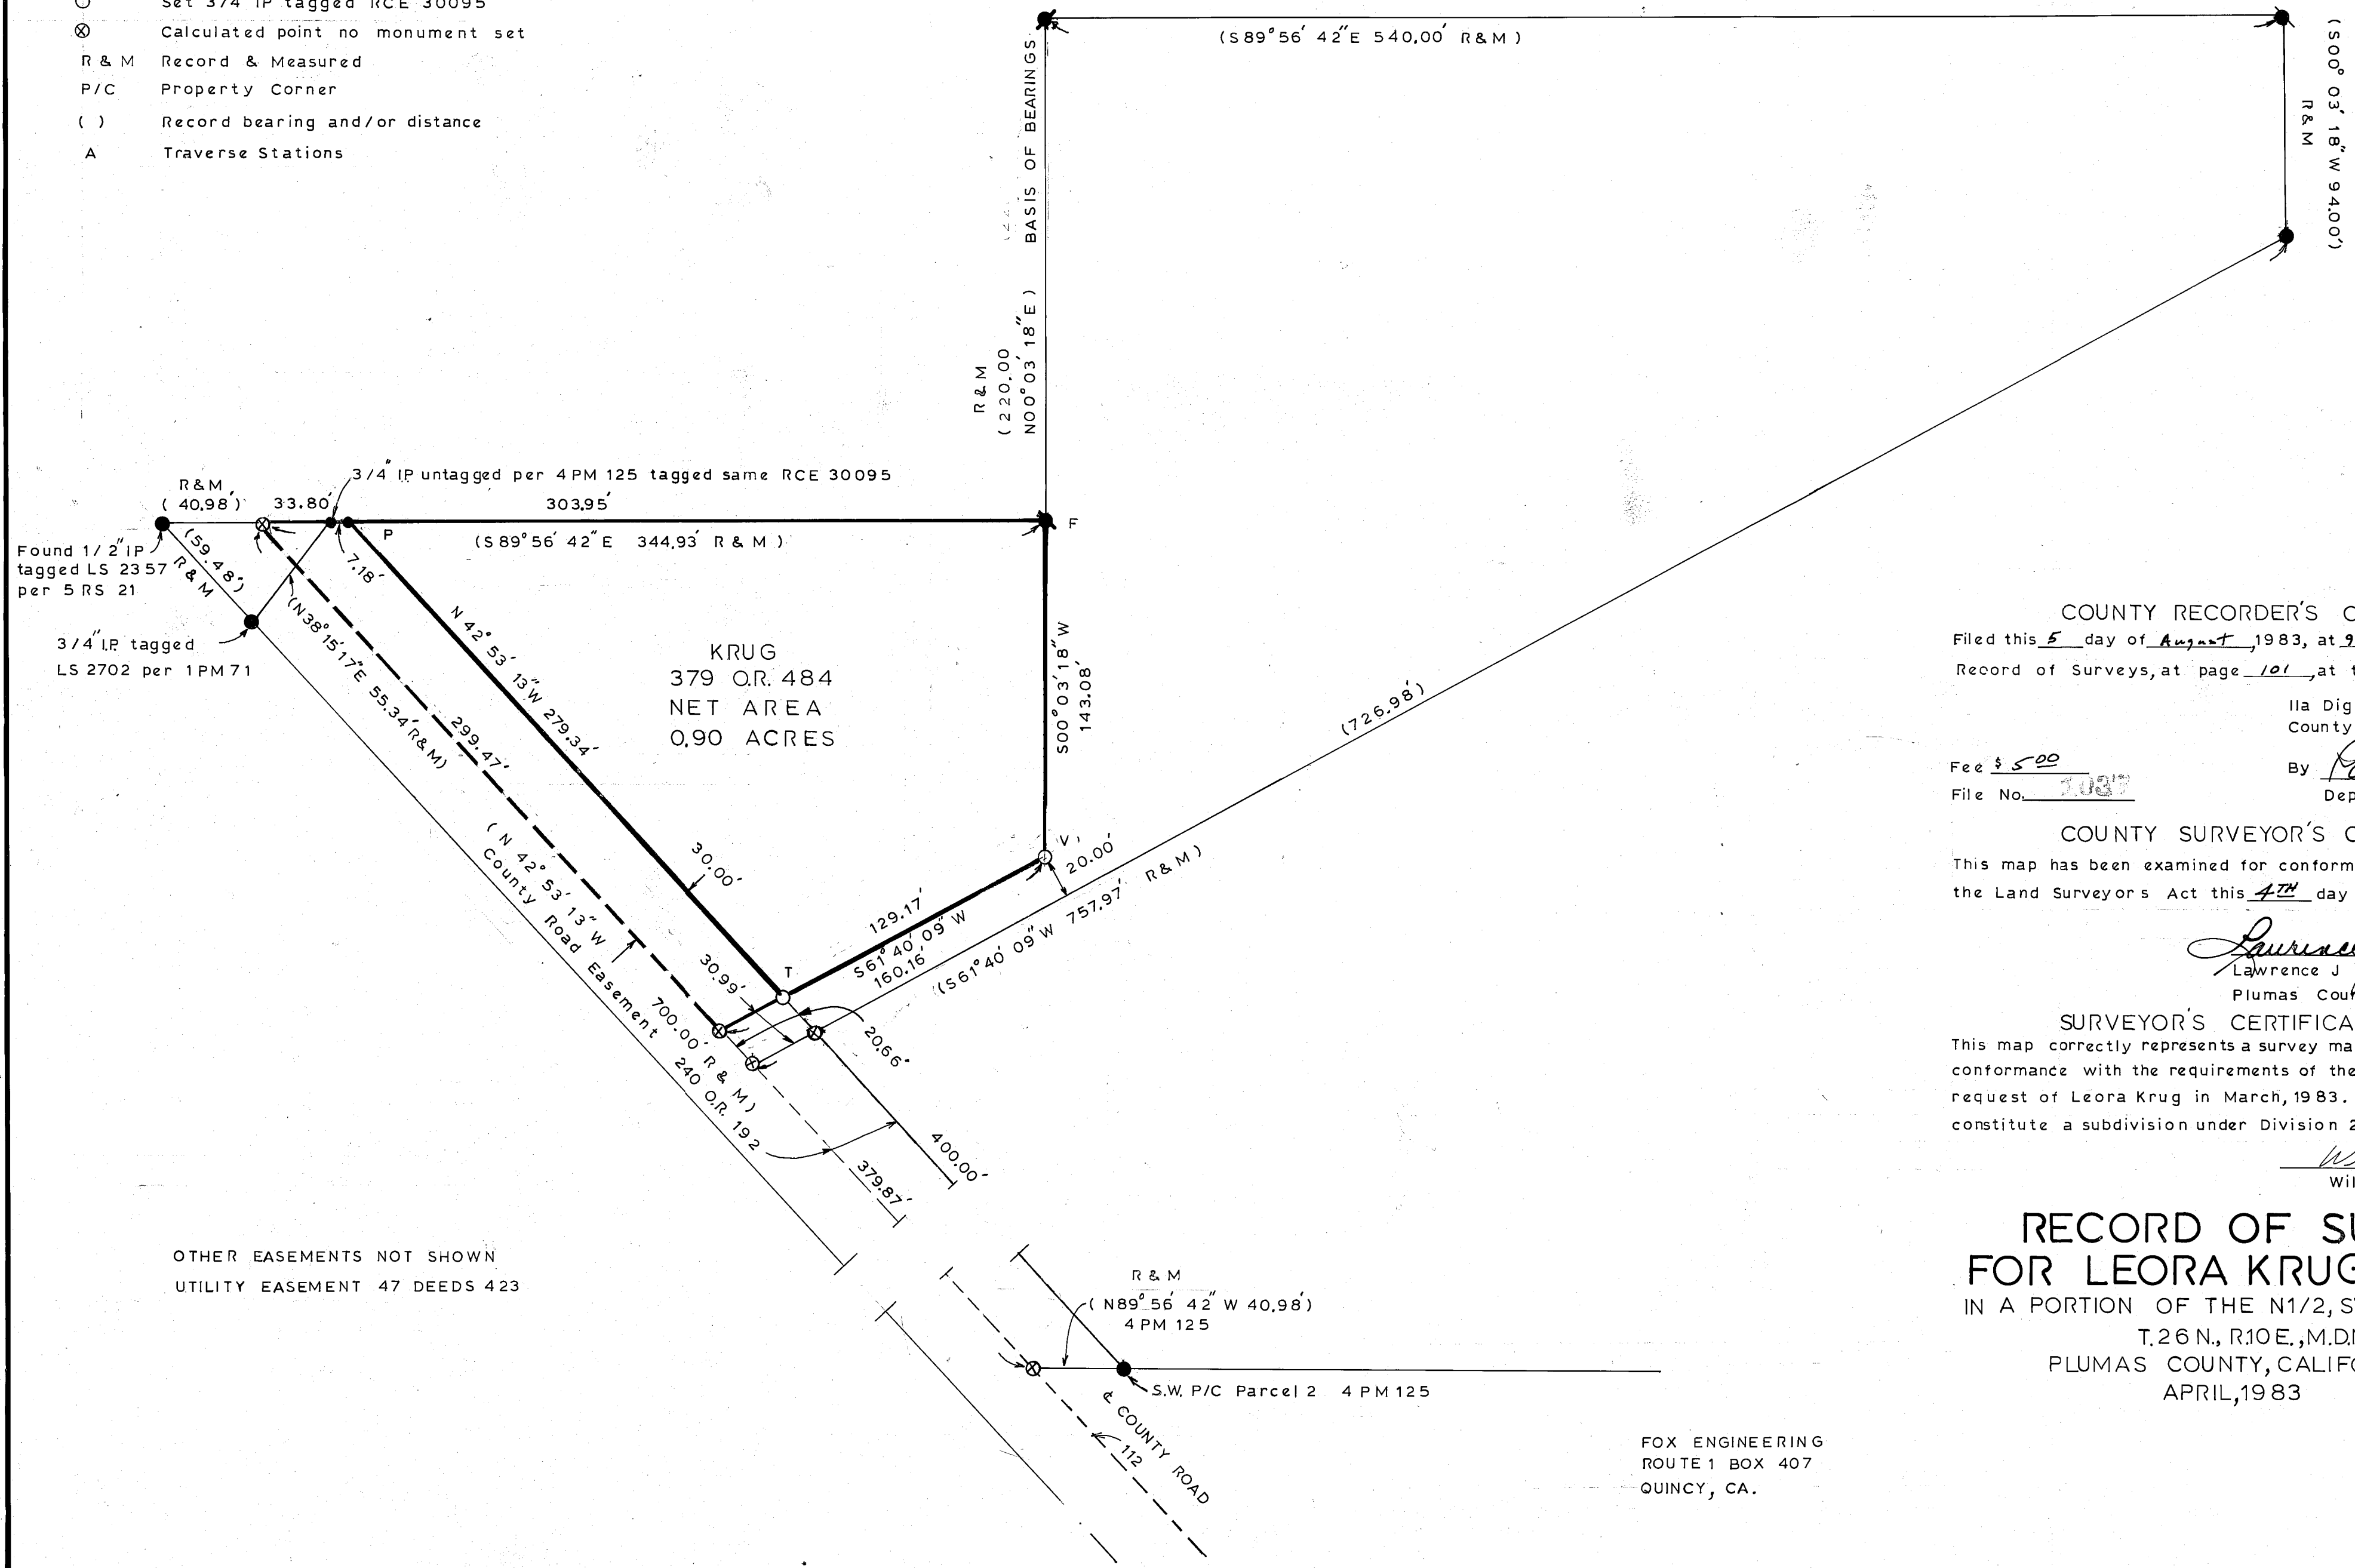 Set 3/4" IP tagged RCE 30095
⊗ Calculated point no monument set
R & M Record & Measured
P/C Property Corner
( ) Record bearing and/or distance
A Traverse Stations
(S89°56'42"E 540.00' R&M)
(S00°03'18"W 94.00')
R&M
BASIS OF BEARINGS
R&M
(220.00
N00°03'18"E)
3/4" IP untagged per 4 PM 125 tagged same RCE 30095
R&M
(40.98')
33.80'
303.95'
F
P
(S89°56'42"E 344.93' R & M)
7.18'
Found 1/2" IP
tagged LS 2357
per 5 RS 21
(59.48')
R & M
3/4" I.P. tagged
LS 2702 per 1 PM 71
(N38°15'17"E 55.34' R&M)
N 42°53'13"W 279.34'
299.47'
KRUG
379 O.R. 484
NET AREA
0.90 ACRES
S00°03'18"W
143.08'
(726.98')
V
20.00'
30.00'
129.17'
S61°40'09"W
160.16'
(S61°40'09"W 757.97' R&M)
T
30.99'
20.66'
(N 42°53'13"W 700.00' R & M)
County Road Easement 240 O.R. 192
400.00'
379.87'
OTHER EASEMENTS NOT SHOWN
UTILITY EASEMENT 47 DEEDS 423
R & M
(N89°56'42"W 40.98')
4 PM 125
S.W. P/C Parcel 2 4 PM 125
℄ COUNTY ROAD
112
FOX ENGINEERING
ROUTE 1 BOX 407
QUINCY, CA.
COUNTY RECORDER'S C
Filed this 5 day of August, 1983, at 9
Record of Surveys, at page 101, at t
Ila Dig
County
Fee $ 5.00
By
File No.
Dep
COUNTY SURVEYOR'S C
This map has been examined for conform
the Land Surveyors Act this 4TH day
Lawrence J
Plumas Cou
SURVEYOR'S CERTIFICA
This map correctly represents a survey ma
conformance with the requirements of the
request of Leora Krug in March, 1983.
constitute a subdivision under Division 2
Wil
RECORD OF SU
FOR LEORA KRUG
IN A PORTION OF THE N1/2, S
T. 26 N., R. 10 E., M.D.
PLUMAS COUNTY, CALIFO
APRIL, 1983